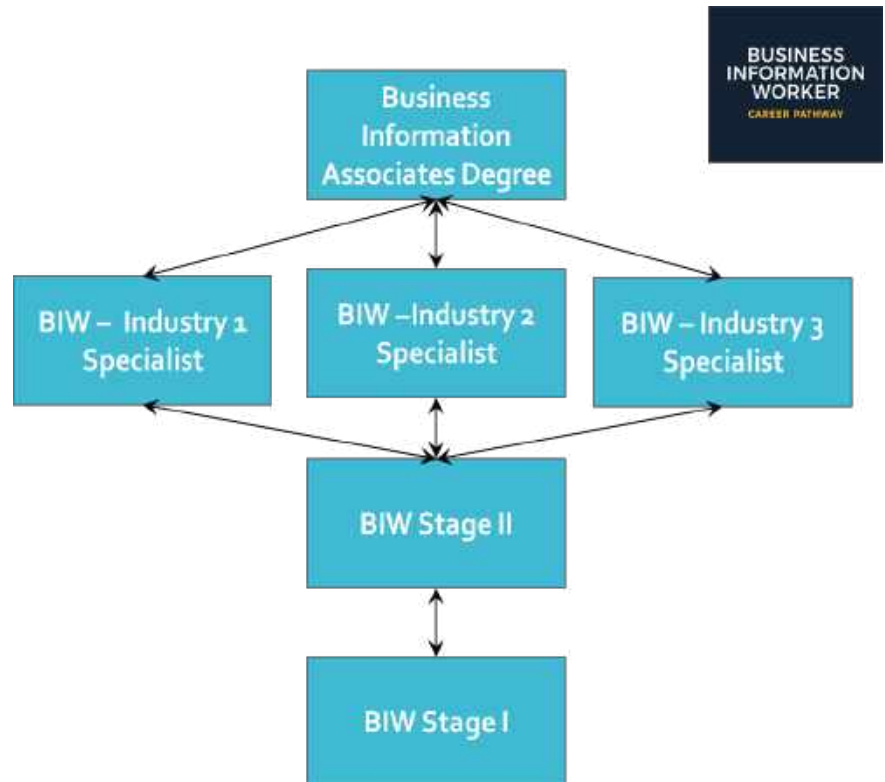 BUSINESS
INFORMATION
WORKER
CAREER PATHWAY
Business
Information
Associates Degree
BIW – Industry 1
Specialist
BIW –Industry 2
Specialist
BIW – Industry 3
Specialist
BIW Stage II
BIW Stage I